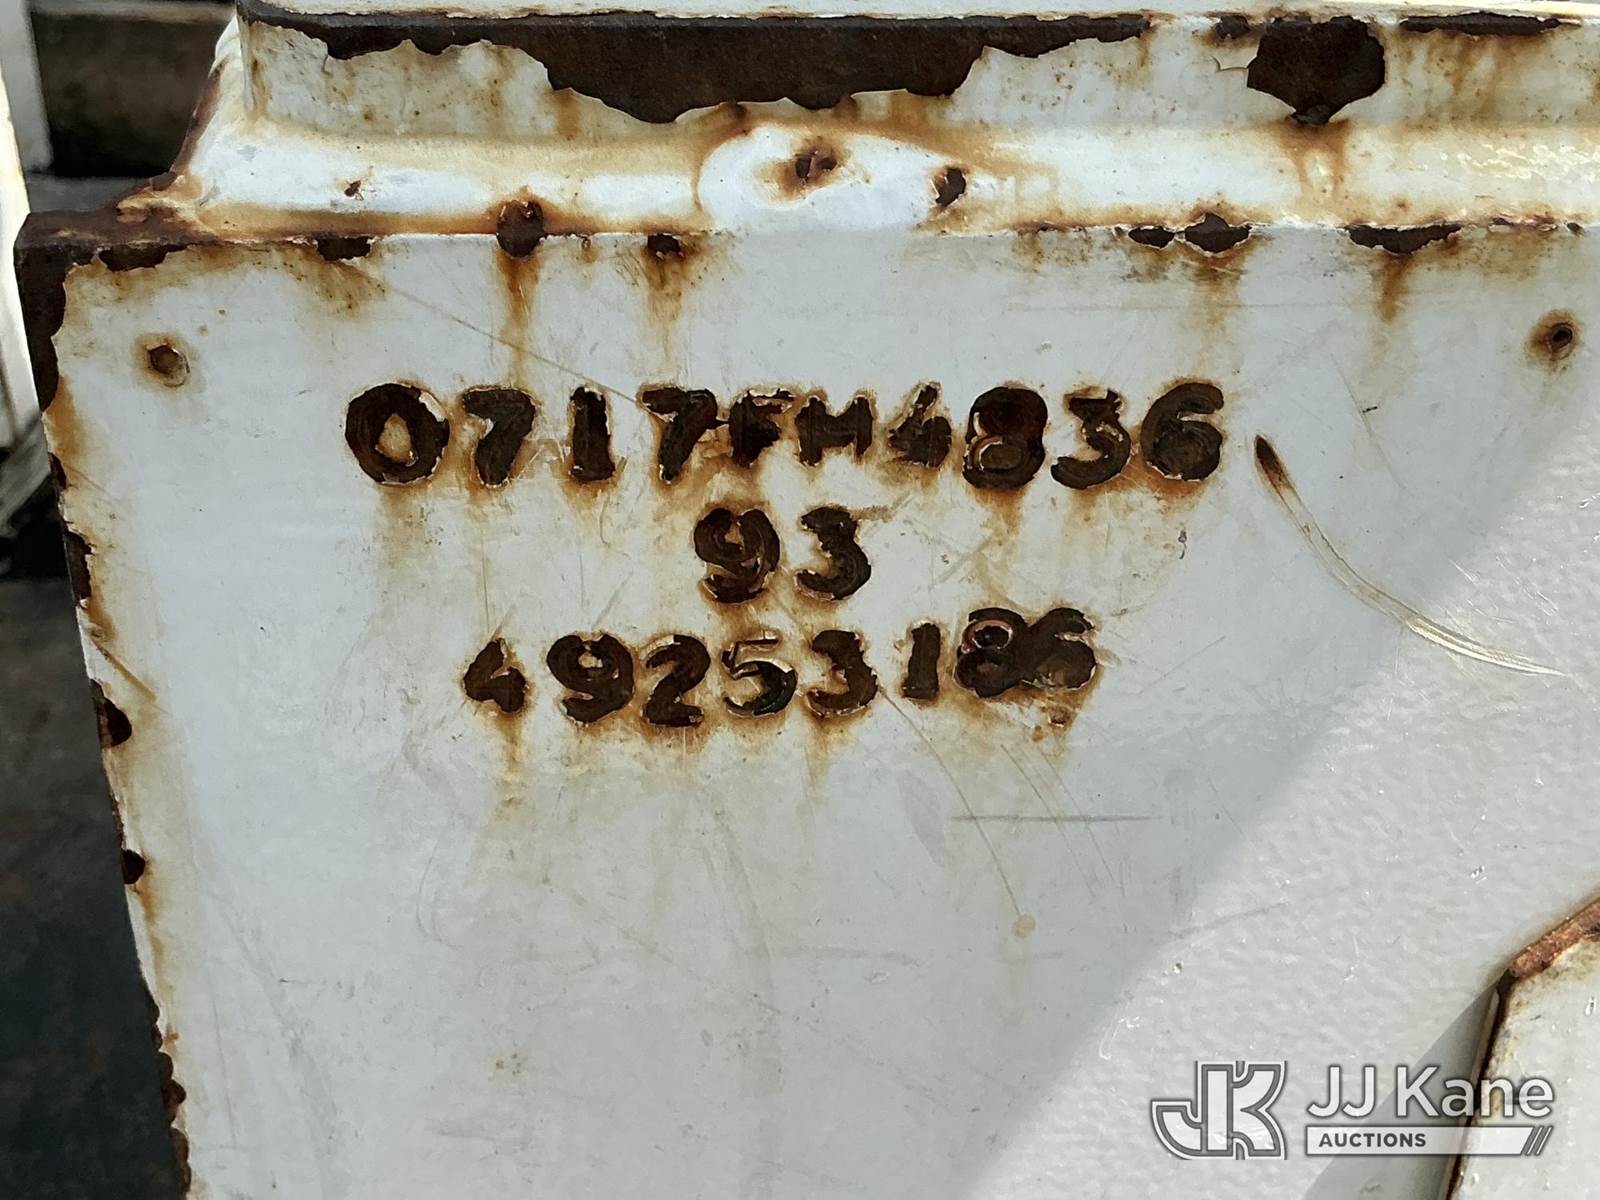 0717FM4836
93
49253186
JJ Kane
AUCTIONS